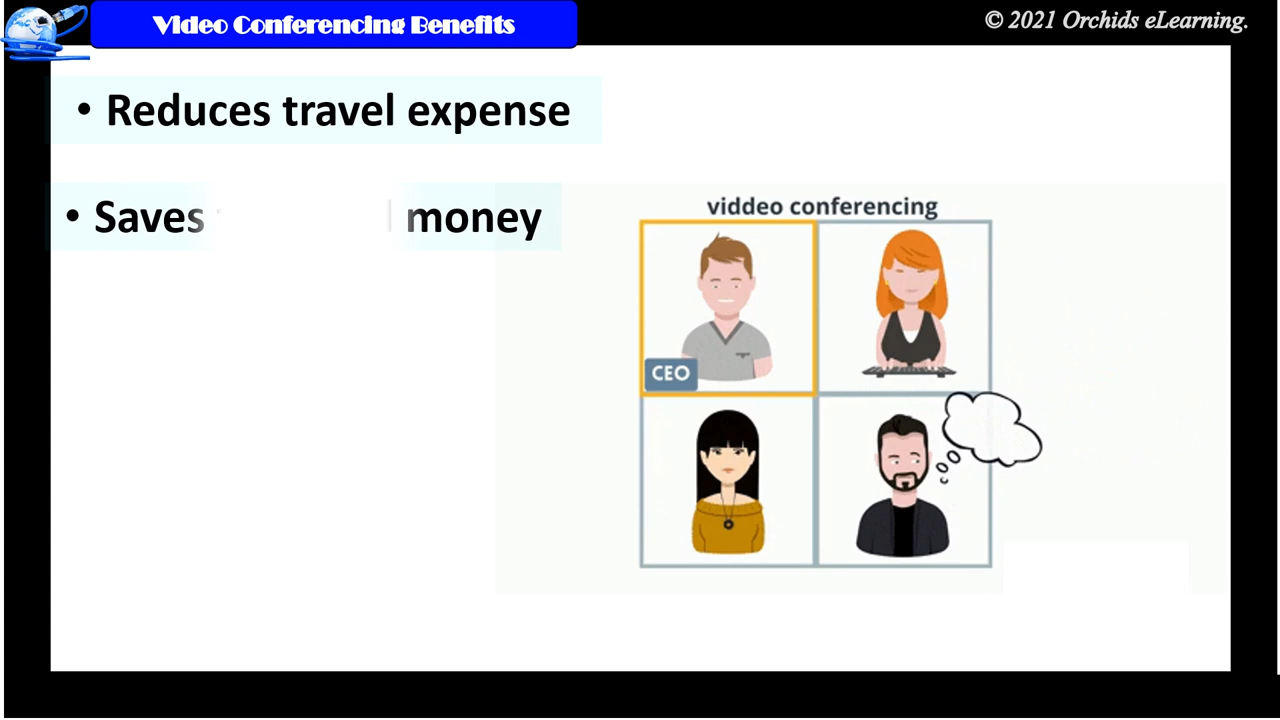 Video Conferencing Benefits
© 2021 Orchids eLearning.
• Reduces travel expense
• Saves money
viddeo conferencing
CEO